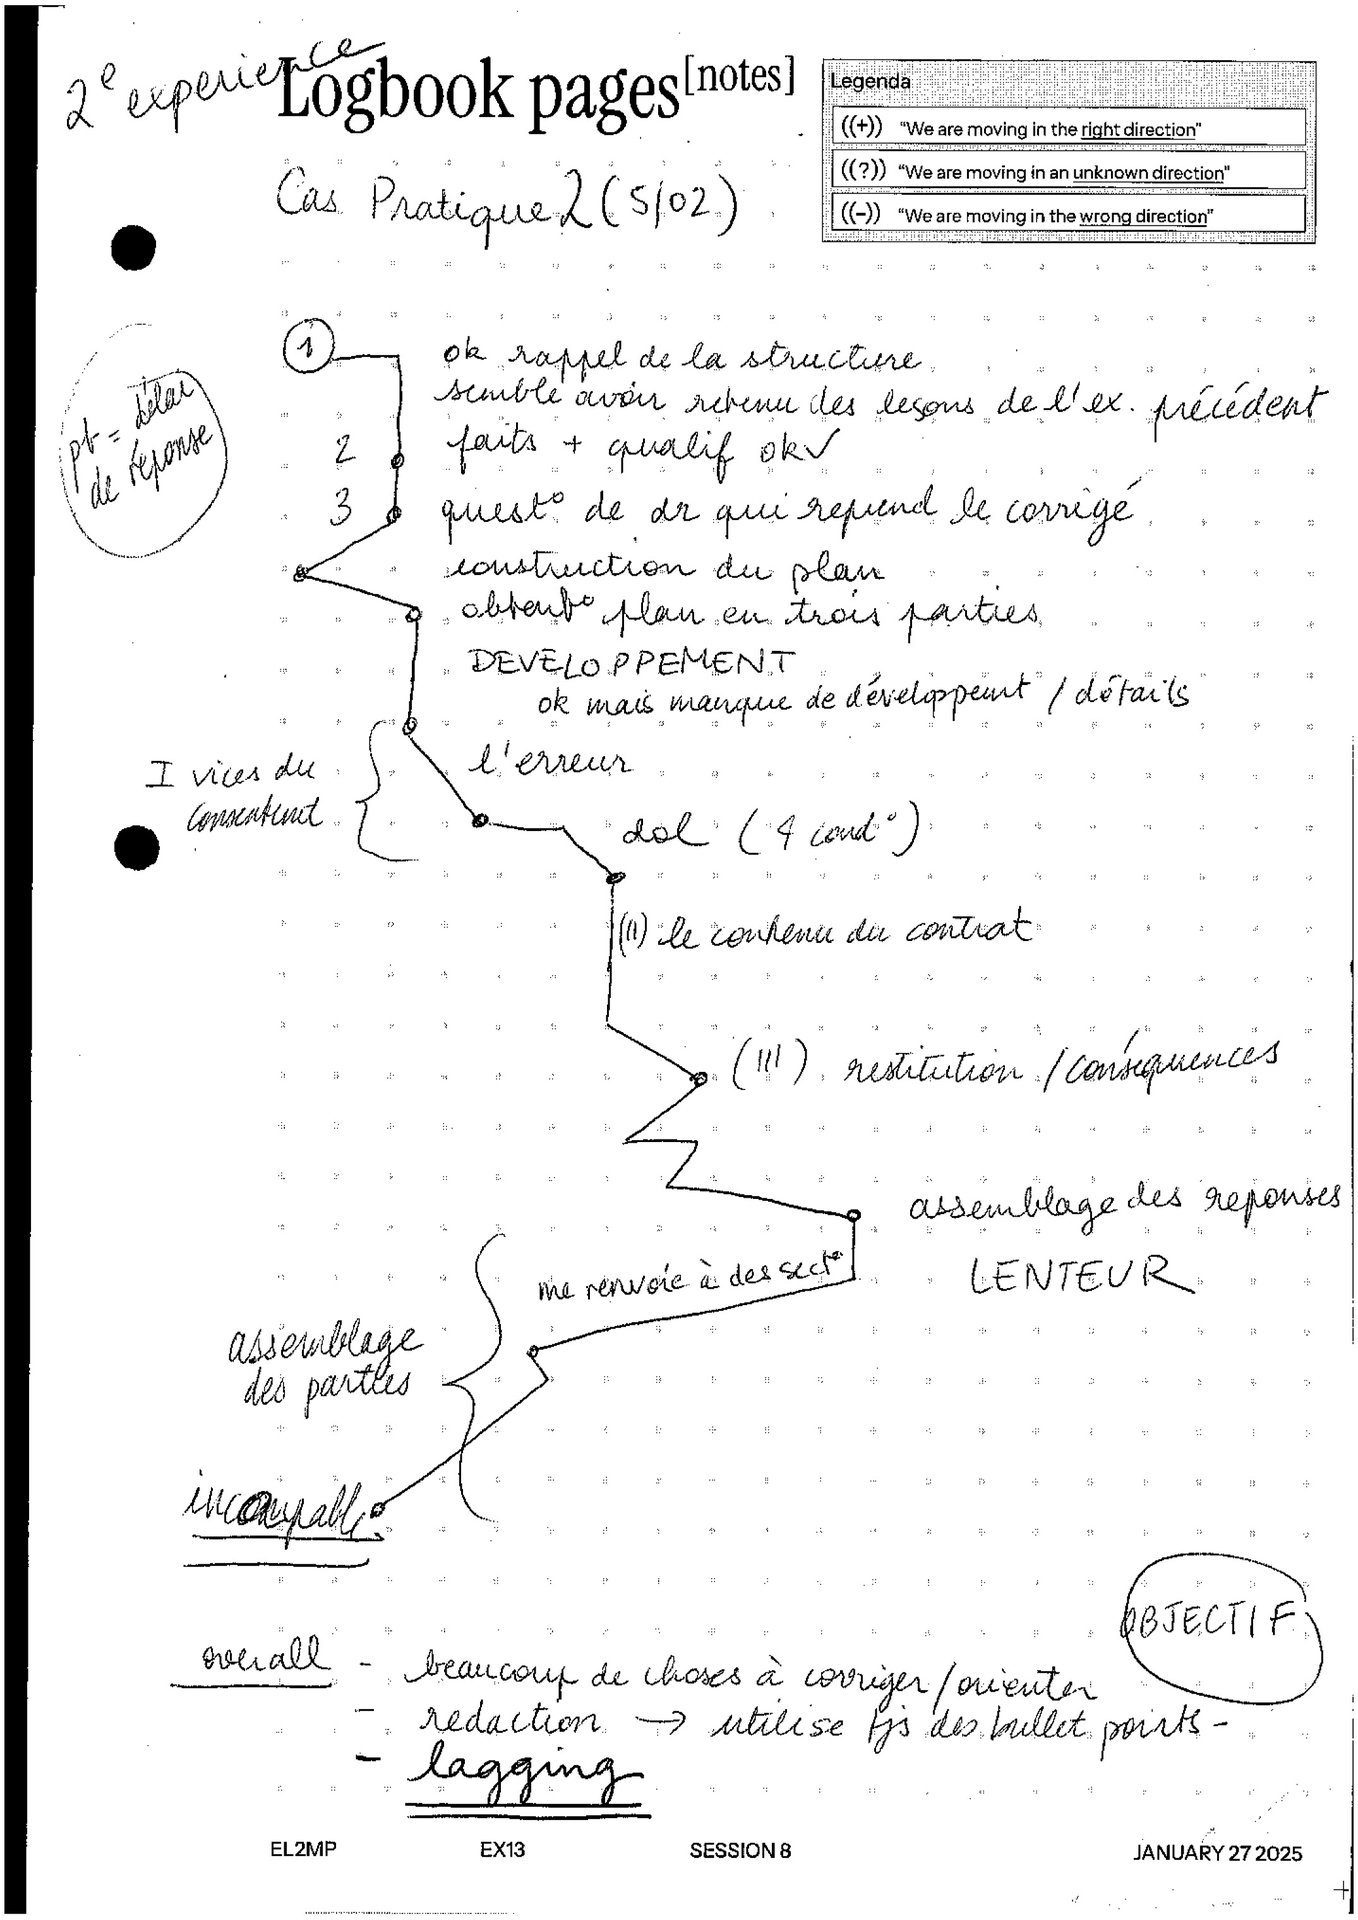 2e experience
Logbook pages [notes]
Legenda
((+)) "We are moving in the right direction"
((?)) "We are moving in an unknown direction"
((-)) "We are moving in the wrong direction"
Cas Pratique 2 (5/02)
pb = délai
de réponse
1 ok rappel de la structure
semble avoir retenu des leçons de l'ex. précédent
2 faits + qualif ok✓
3 quest° de dr qui reprend le corrigé
construction du plan
obtent° plan en trois parties
DEVELOPPEMENT
ok mais manque de développemt / détails
I vices du
consentemt
l'erreur
dol (4 cond°)
(II) le contenu du contrat
(III) restitution / conséquences
assemblage des reponses
LENTEUR
me renvoie à des sect°
assemblage
des parties
incapable
OBJECTIF
overall - beaucoup de choses à corriger / orienter
- redaction → utilise tjs des bullet points -
- lagging
EL2MP EX13 SESSION 8 JANUARY 27 2025